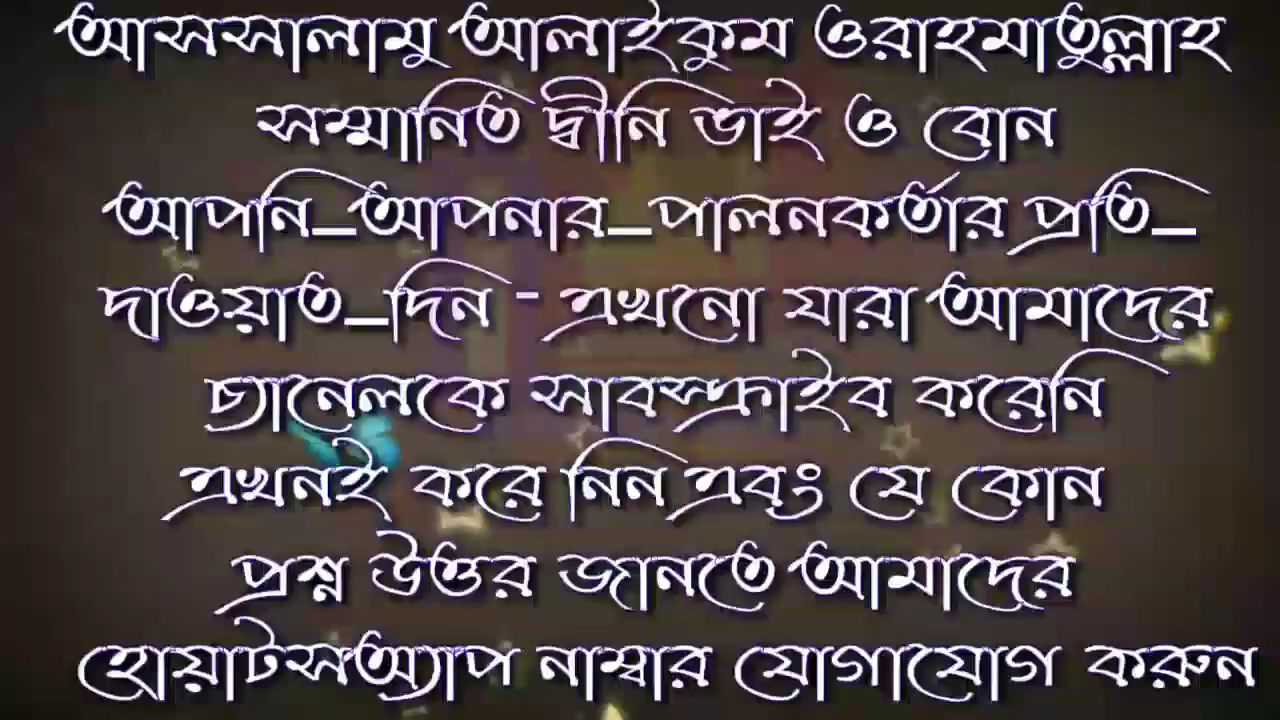 আসসালামু আলাইকুম ওরাহমাতুল্লাহ
সম্মানিত দ্বীনি ভাই ও বোন
আপনি_আপনার_পালনকর্তার প্রতি_
দাওয়াত_দিন - এখনো যারা আমাদের
চ্যানেলকে সাবস্ক্রাইব করেনি
এখনই করে নিন এবং যে কোন
প্রশ্ন উত্তর জানতে আমাদের
হোয়াটসঅ্যাপ নাম্বার যোগাযোগ করুন